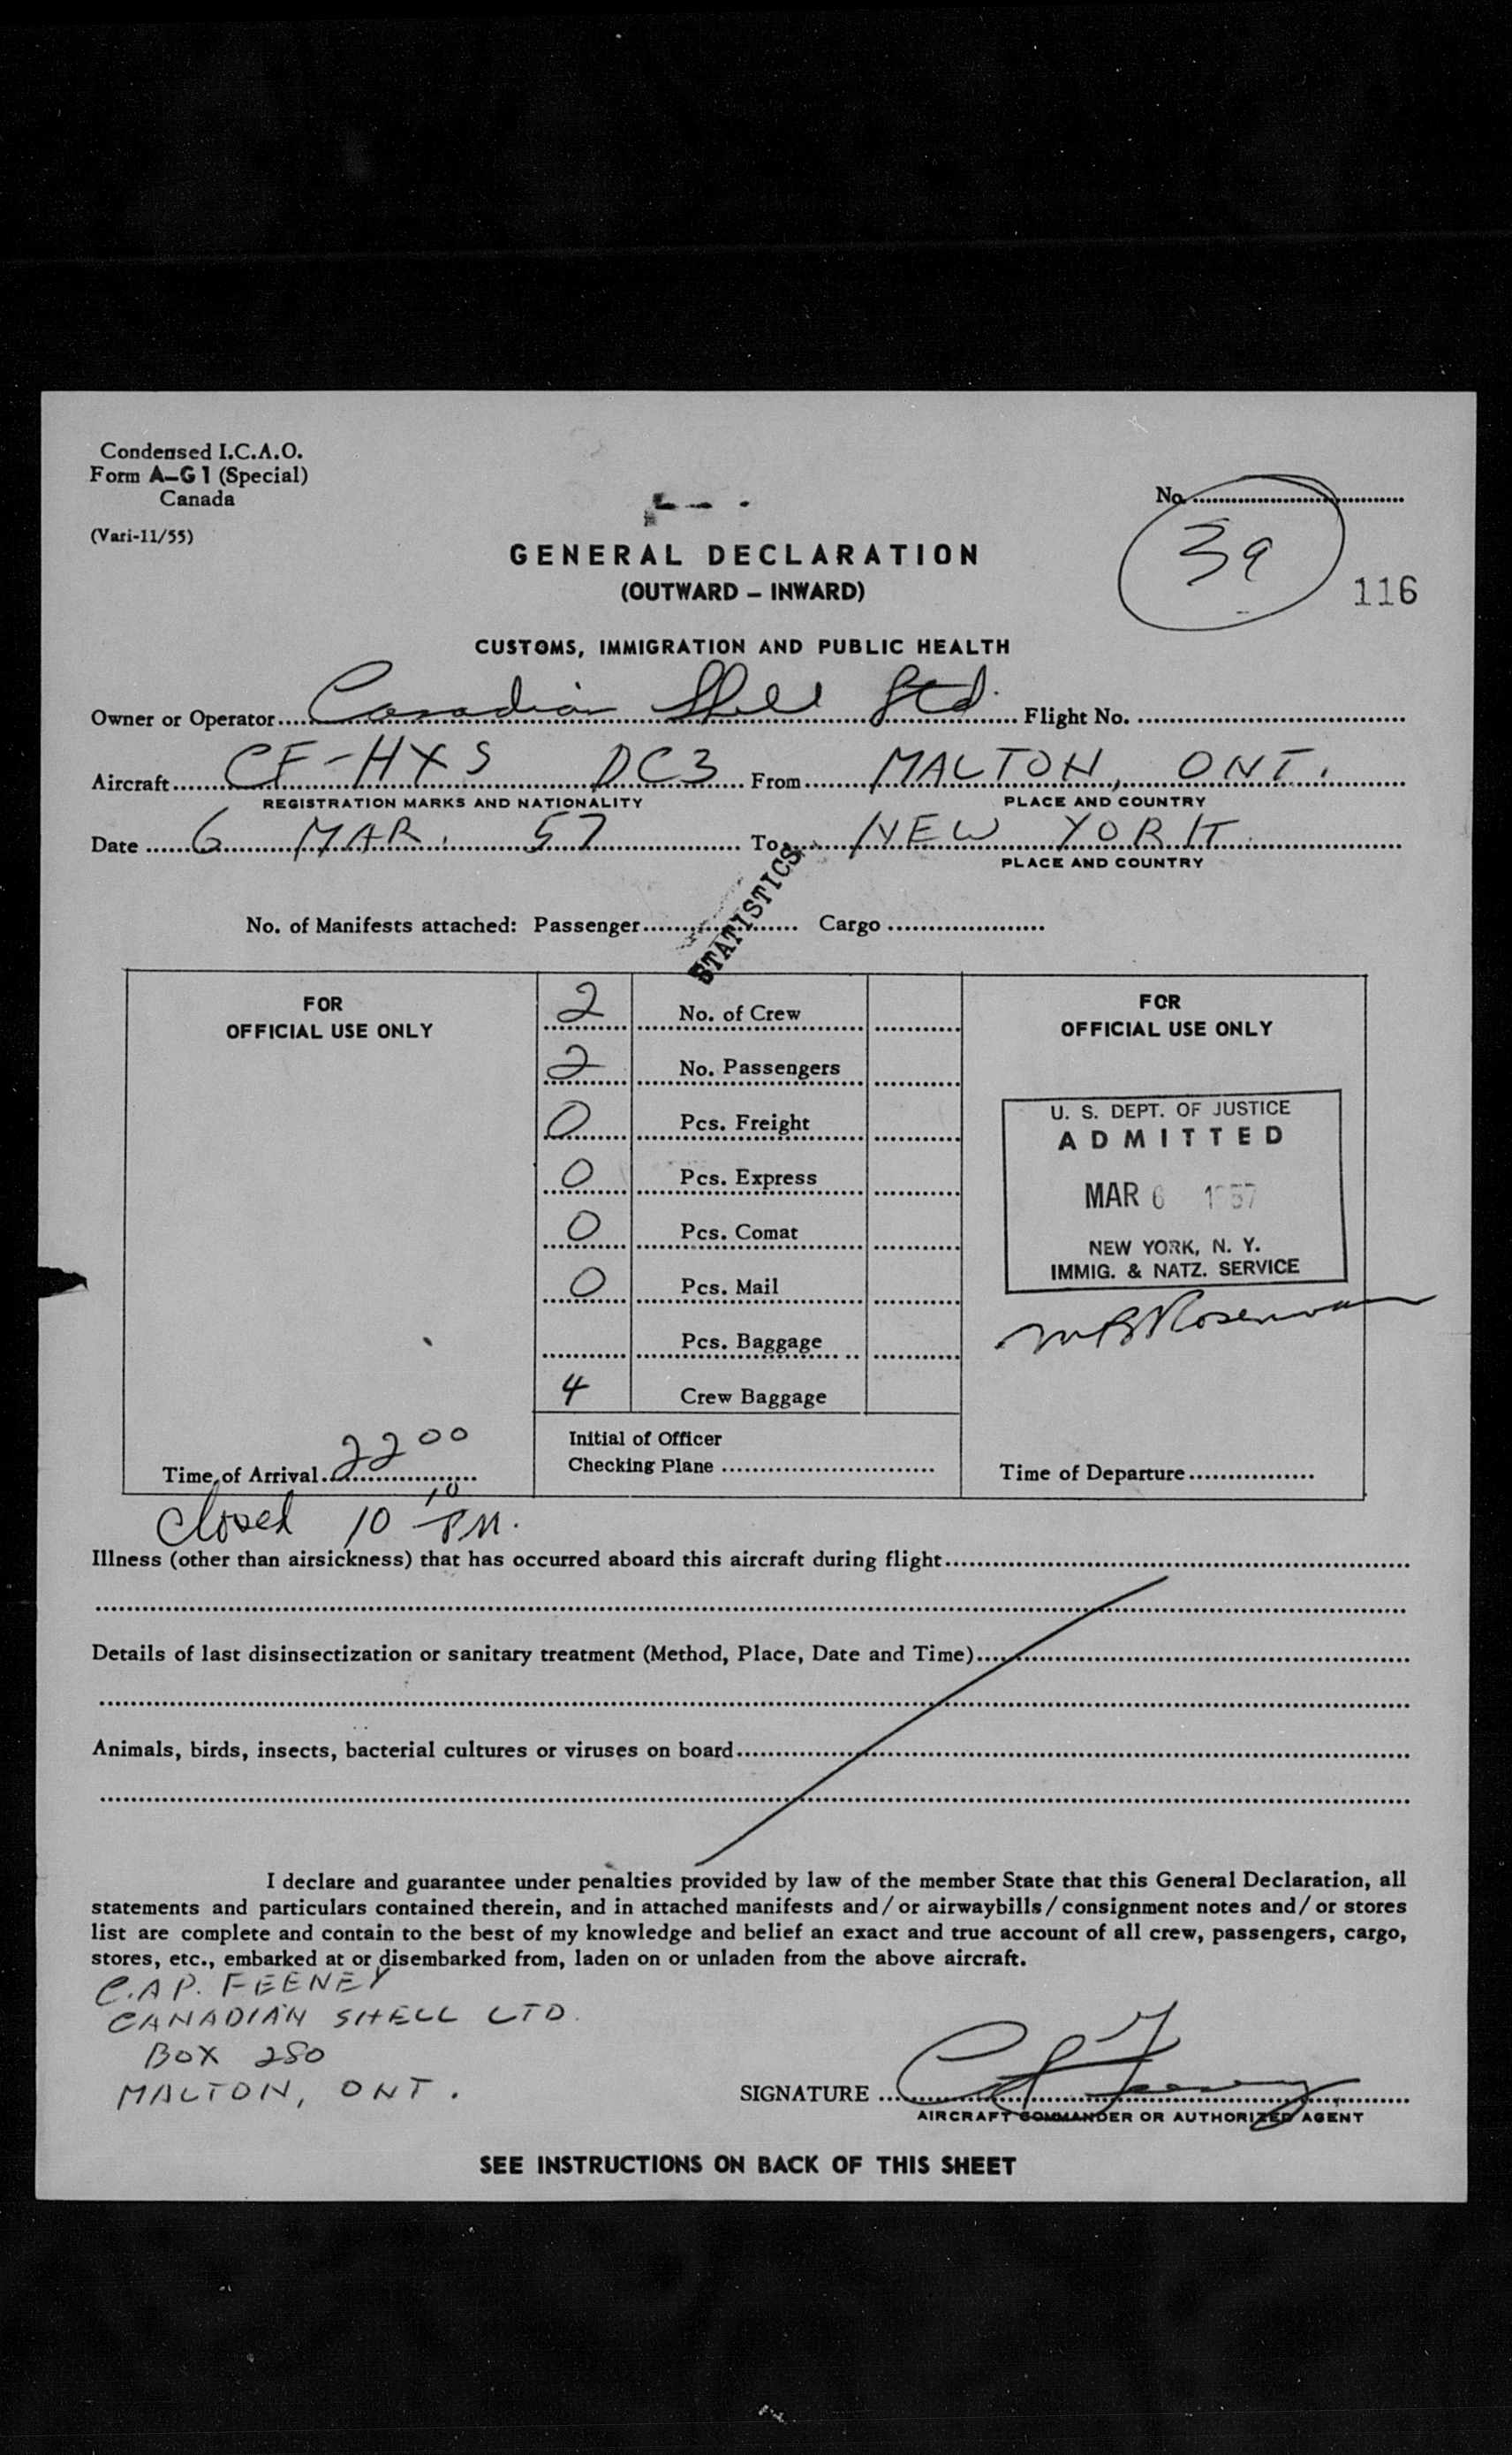 Condensed I.C.A.O.
Form A-G1 (Special)
Canada
(Vari-11/55)
No. ....................
39
116
GENERAL DECLARATION
(OUTWARD – INWARD)
CUSTOMS, IMMIGRATION AND PUBLIC HEALTH
Owner or Operator.... Canadian Shell Ltd. .... Flight No. ....................
Aircraft.... CF-HXS DC3 .... From.... MALTON, ONT.
REGISTRATION MARKS AND NATIONALITY PLACE AND COUNTRY
Date .... 6 MAR. 57 .... To .... NEW YORK
PLACE AND COUNTRY
STATISTICS
No. of Manifests attached: Passenger.................... Cargo ....................
FOR
OFFICIAL USE ONLY
2 No. of Crew
2 No. Passengers
0 Pcs. Freight
0 Pcs. Express
0 Pcs. Comat
0 Pcs. Mail
Pcs. Baggage
4 Crew Baggage
Initial of Officer
Checking Plane ....................
FOR
OFFICIAL USE ONLY
U. S. DEPT. OF JUSTICE
ADMITTED
MAR 6 1957
NEW YORK, N. Y.
IMMIG. & NATZ. SERVICE
Time of Arrival.... 2200
Time of Departure................
Closed 10 10 PM.
Illness (other than airsickness) that has occurred aboard this aircraft during flight....................
Details of last disinsectization or sanitary treatment (Method, Place, Date and Time)....................
Animals, birds, insects, bacterial cultures or viruses on board....................
I declare and guarantee under penalties provided by law of the member State that this General Declaration, all
statements and particulars contained therein, and in attached manifests and/or airwaybills/consignment notes and/or stores
list are complete and contain to the best of my knowledge and belief an exact and true account of all crew, passengers, cargo,
stores, etc., embarked at or disembarked from, laden on or unladen from the above aircraft.
C.A P. FEENEY
CANADIAN SHELL LTD.
BOX 280
MALTON, ONT.
SIGNATURE .... CAP Feeney
AIRCRAFT COMMANDER OR AUTHORIZED AGENT
SEE INSTRUCTIONS ON BACK OF THIS SHEET